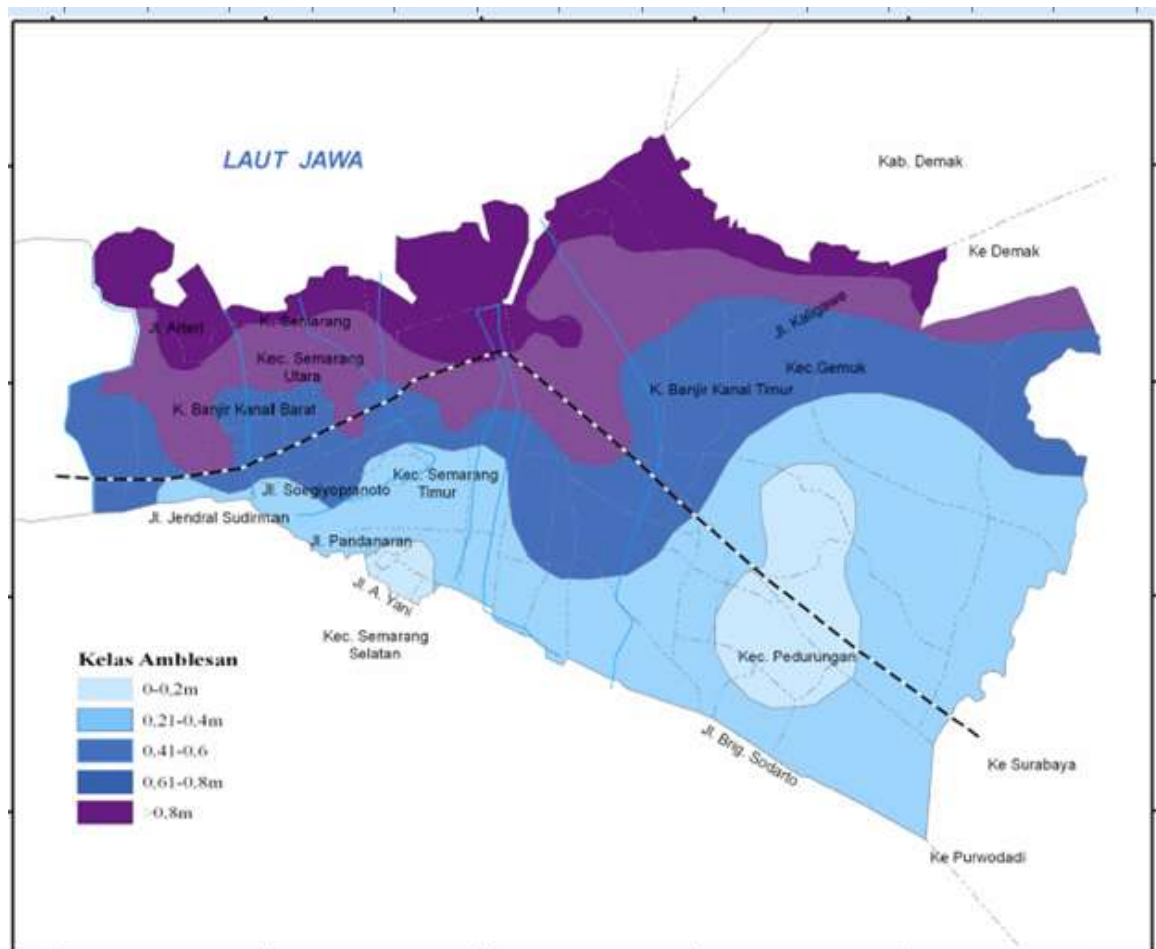 LAUT JAWA
Kab. Demak
Ke Demak
Jl. Arteri
K. Semarang
Jl. Kaligawe
Kec. Semarang
Utara
Kec.Gemuk
K. Banjir Kanal Barat
K. Banjir Kanal Timur
Kec. Semarang
Timur
Jl. Soegiyopranoto
Jl. Jendral Sudirman
Jl. Pandanaran
Jl. A. Yani
Kec. Semarang
Selatan
Kec. Pedurungan
Jl. Brig. Sodarto
Ke Surabaya
Ke Purwodadi
Kelas Amblesan
0-0,2m
0,21-0,4m
0,41-0,6
0,61-0,8m
>0,8m